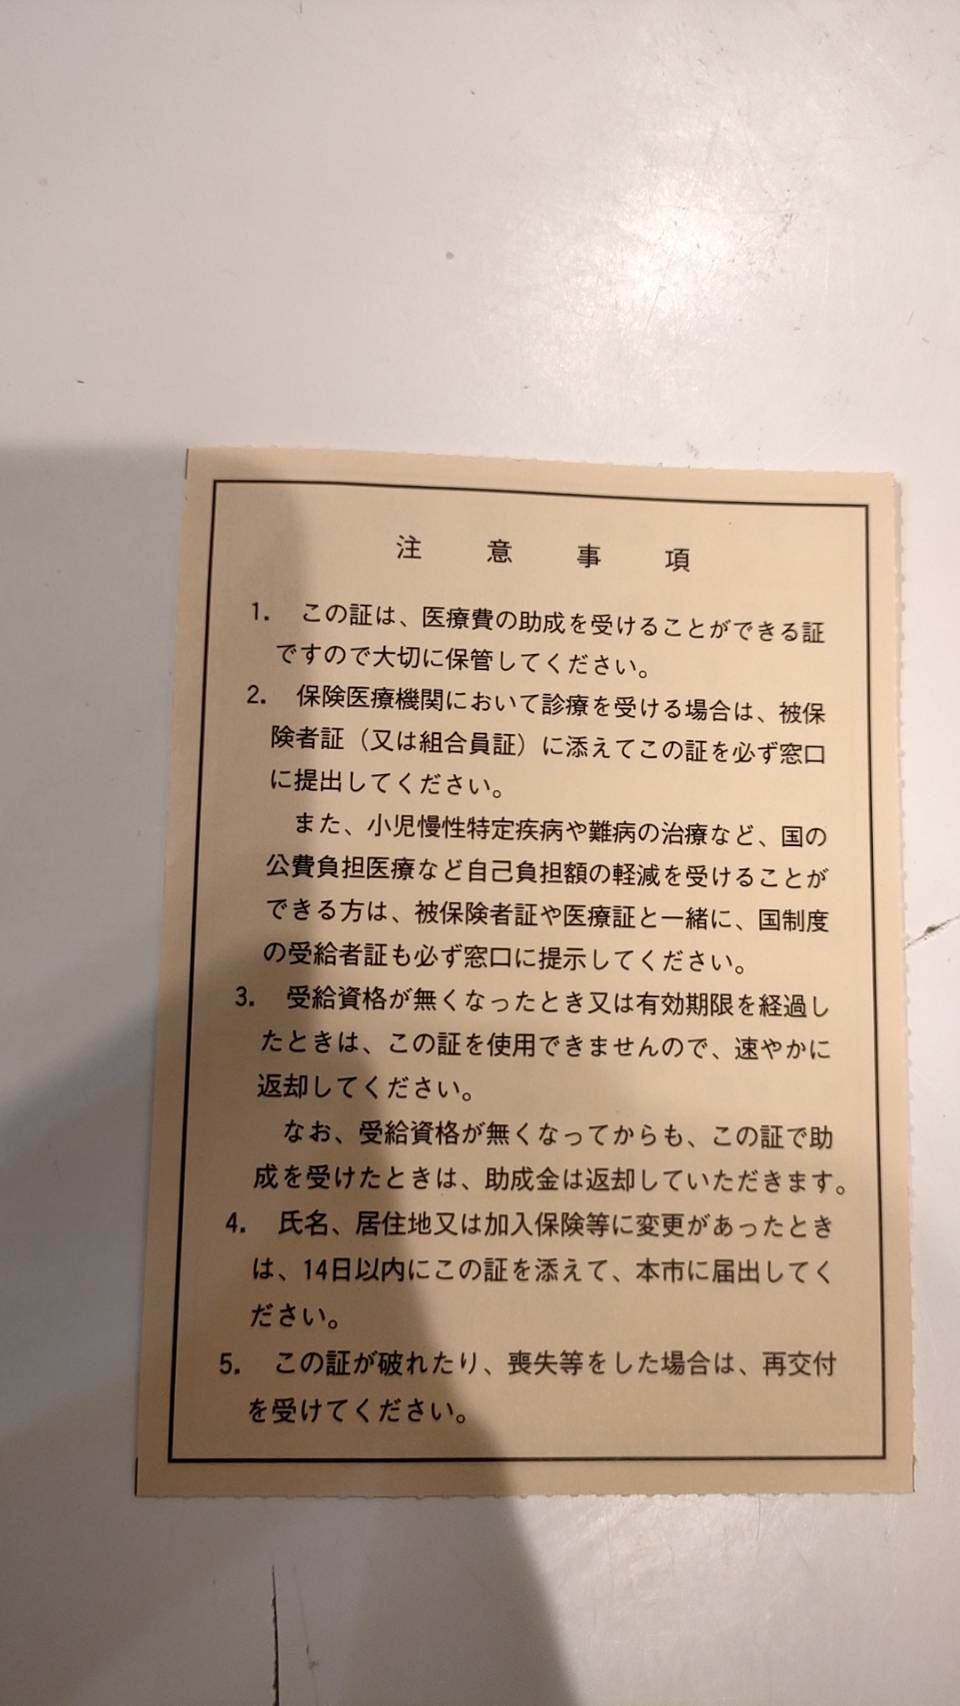 注意事項
1. この証は、医療費の助成を受けることができる証
ですので大切に保管してください。
2. 保険医療機関において診療を受ける場合は、被保
険者証（又は組合員証）に添えてこの証を必ず窓口
に提出してください。
また、小児慢性特定疾病や難病の治療など、国の
公費負担医療など自己負担額の軽減を受けることが
できる方は、被保険者証や医療証と一緒に、国制度
の受給者証も必ず窓口に提示してください。
3. 受給資格が無くなったとき又は有効期限を経過し
たときは、この証を使用できませんので、速やかに
返却してください。
なお、受給資格が無くなってからも、この証で助
成を受けたときは、助成金は返却していただきます。
4. 氏名、居住地又は加入保険等に変更があったとき
は、14日以内にこの証を添えて、本市に届出してく
ださい。
5. この証が破れたり、喪失等をした場合は、再交付
を受けてください。